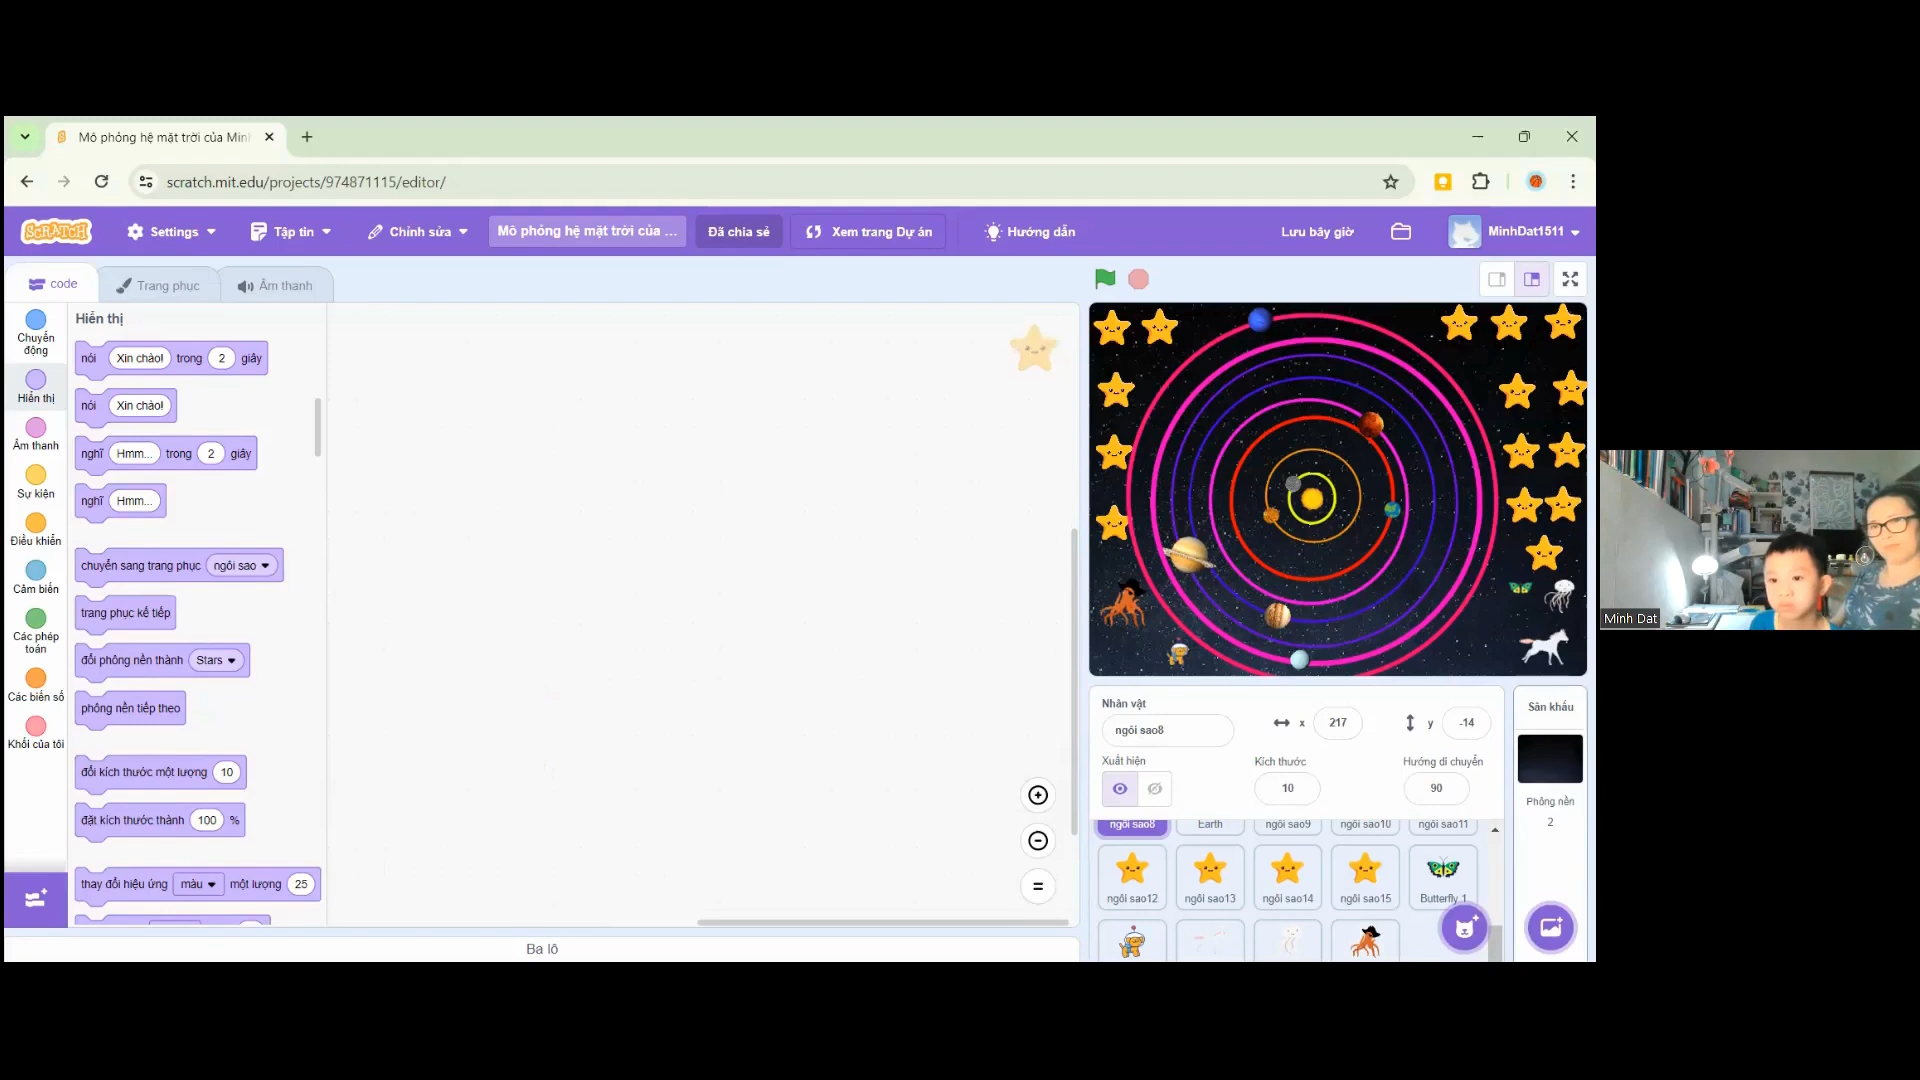 Mô phỏng hệ mặt trời của Minh
scratch.mit.edu/projects/974871115/editor/
SCRATCH
Settings
Tập tin
Chỉnh sửa
Mô phỏng hệ mặt trời của ...
Đã chia sẻ
Xem trang Dự án
Hướng dẫn
Lưu bây giờ
MinhDat1511
code
Trang phục
Âm thanh
Chuyển động
Hiển thị
Âm thanh
Sự kiện
Điều khiển
Cảm biến
Các phép toán
Các biến số
Khối của tôi
Hiển thị
nói Xin chào! trong 2 giây
nói Xin chào!
nghĩ Hmm... trong 2 giây
nghĩ Hmm...
chuyển sang trang phục ngôi sao
trang phục kế tiếp
đổi phông nền thành Stars
phông nền tiếp theo
đổi kích thước một lượng 10
đặt kích thước thành 100 %
thay đổi hiệu ứng màu một lượng 25
Ba lô
Nhân vật
ngôi sao8
x 217
y -14
Xuất hiện
Kích thước
10
Hướng di chuyển
90
ngôi sao8
Earth
ngôi sao9
ngôi sao10
ngôi sao11
ngôi sao12
ngôi sao13
ngôi sao14
ngôi sao15
Butterfly 1
Sân khấu
Phông nền
2
Minh Dat